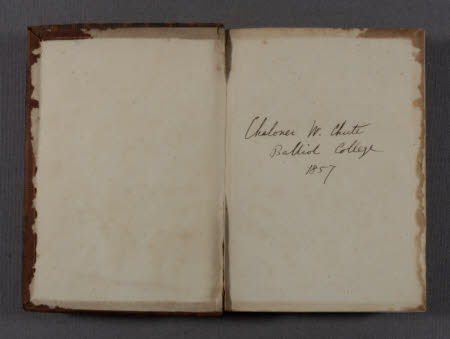 Chaloner W. Chute
Balliol College
1857